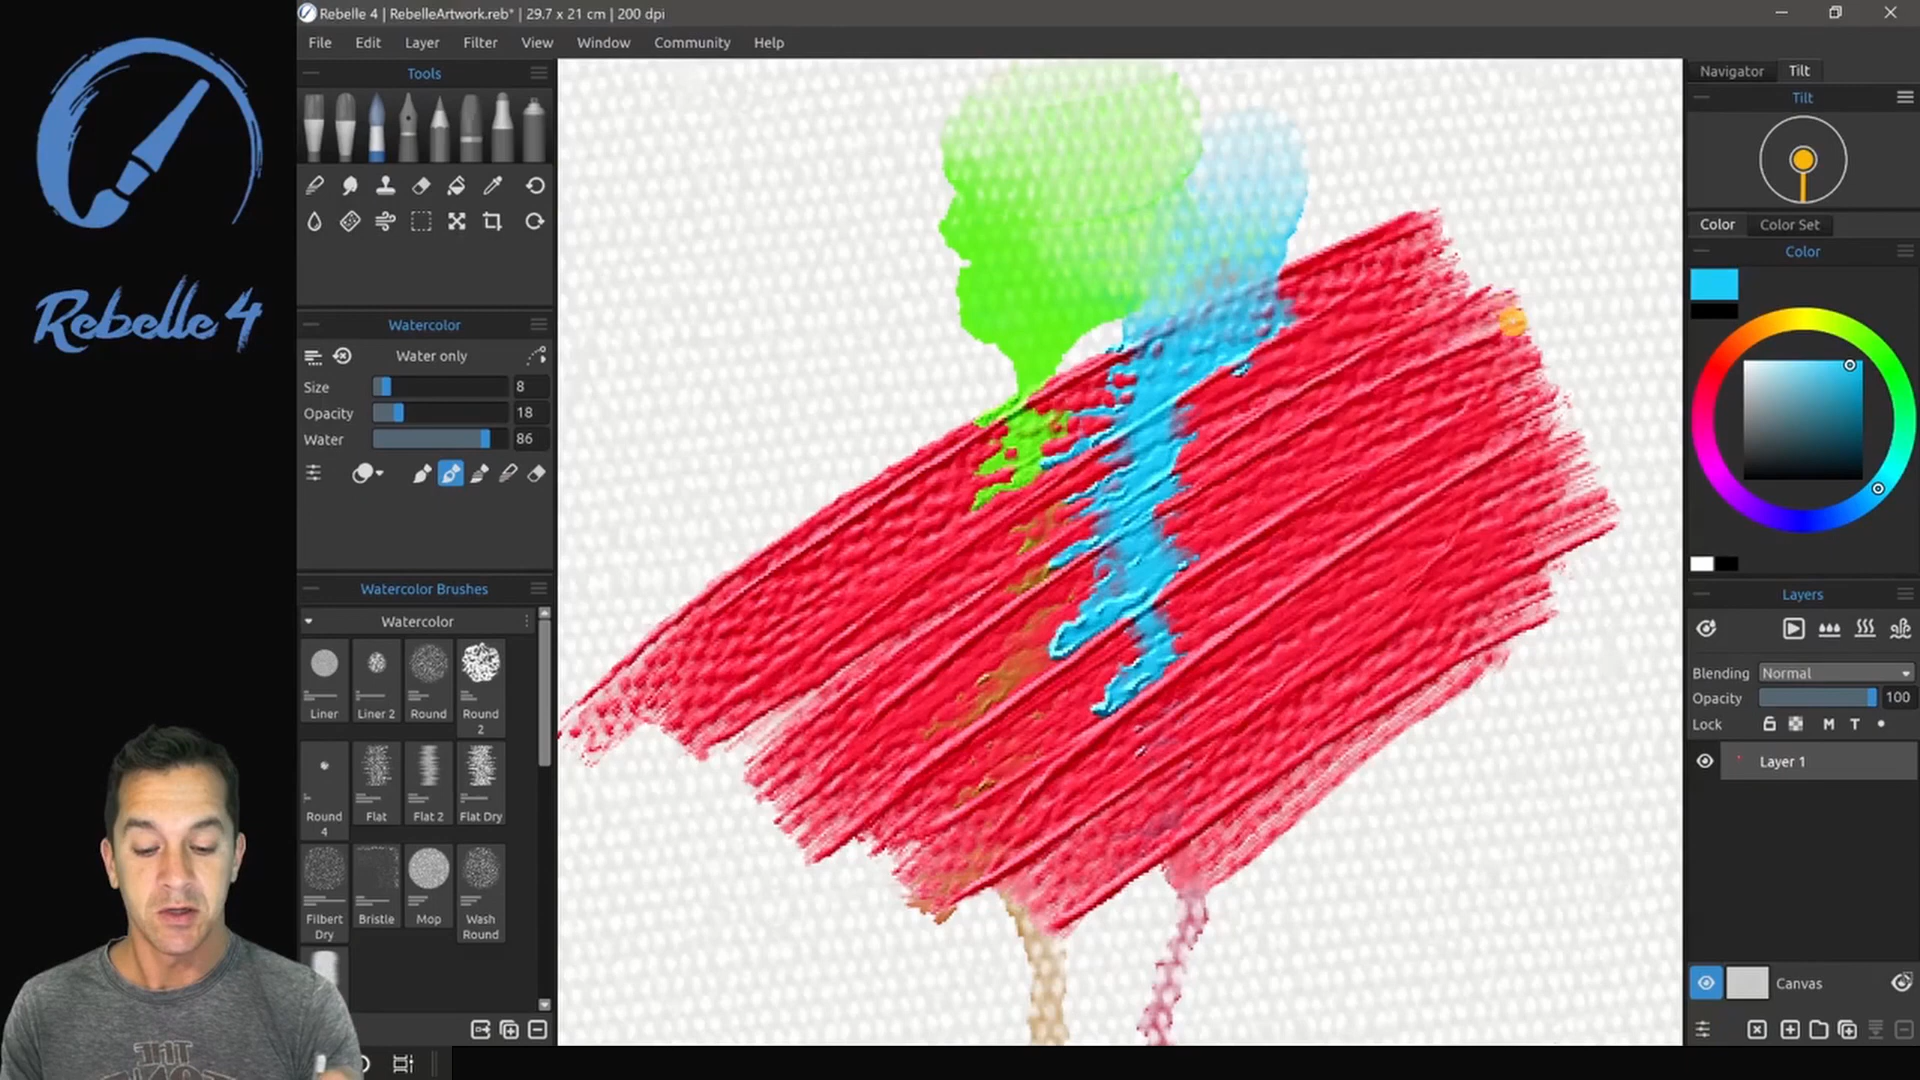 Rebelle 4
Rebelle 4 | RebelleArtwork.reb* | 29.7 x 21 cm | 200 dpi
File Edit Layer Filter View Window Community Help
Tools
Watercolor
Water only
Size 8
Opacity 18
Water 86
Watercolor Brushes
Watercolor
Liner Liner 2 Round Round 2
Round 4 Flat Flat 2 Flat Dry
Filbert Dry Bristle Mop Wash Round
Navigator Tilt
Tilt
Color Color Set
Color
Layers
Blending Normal
Opacity 100
Lock M T
Layer 1
Canvas
THE